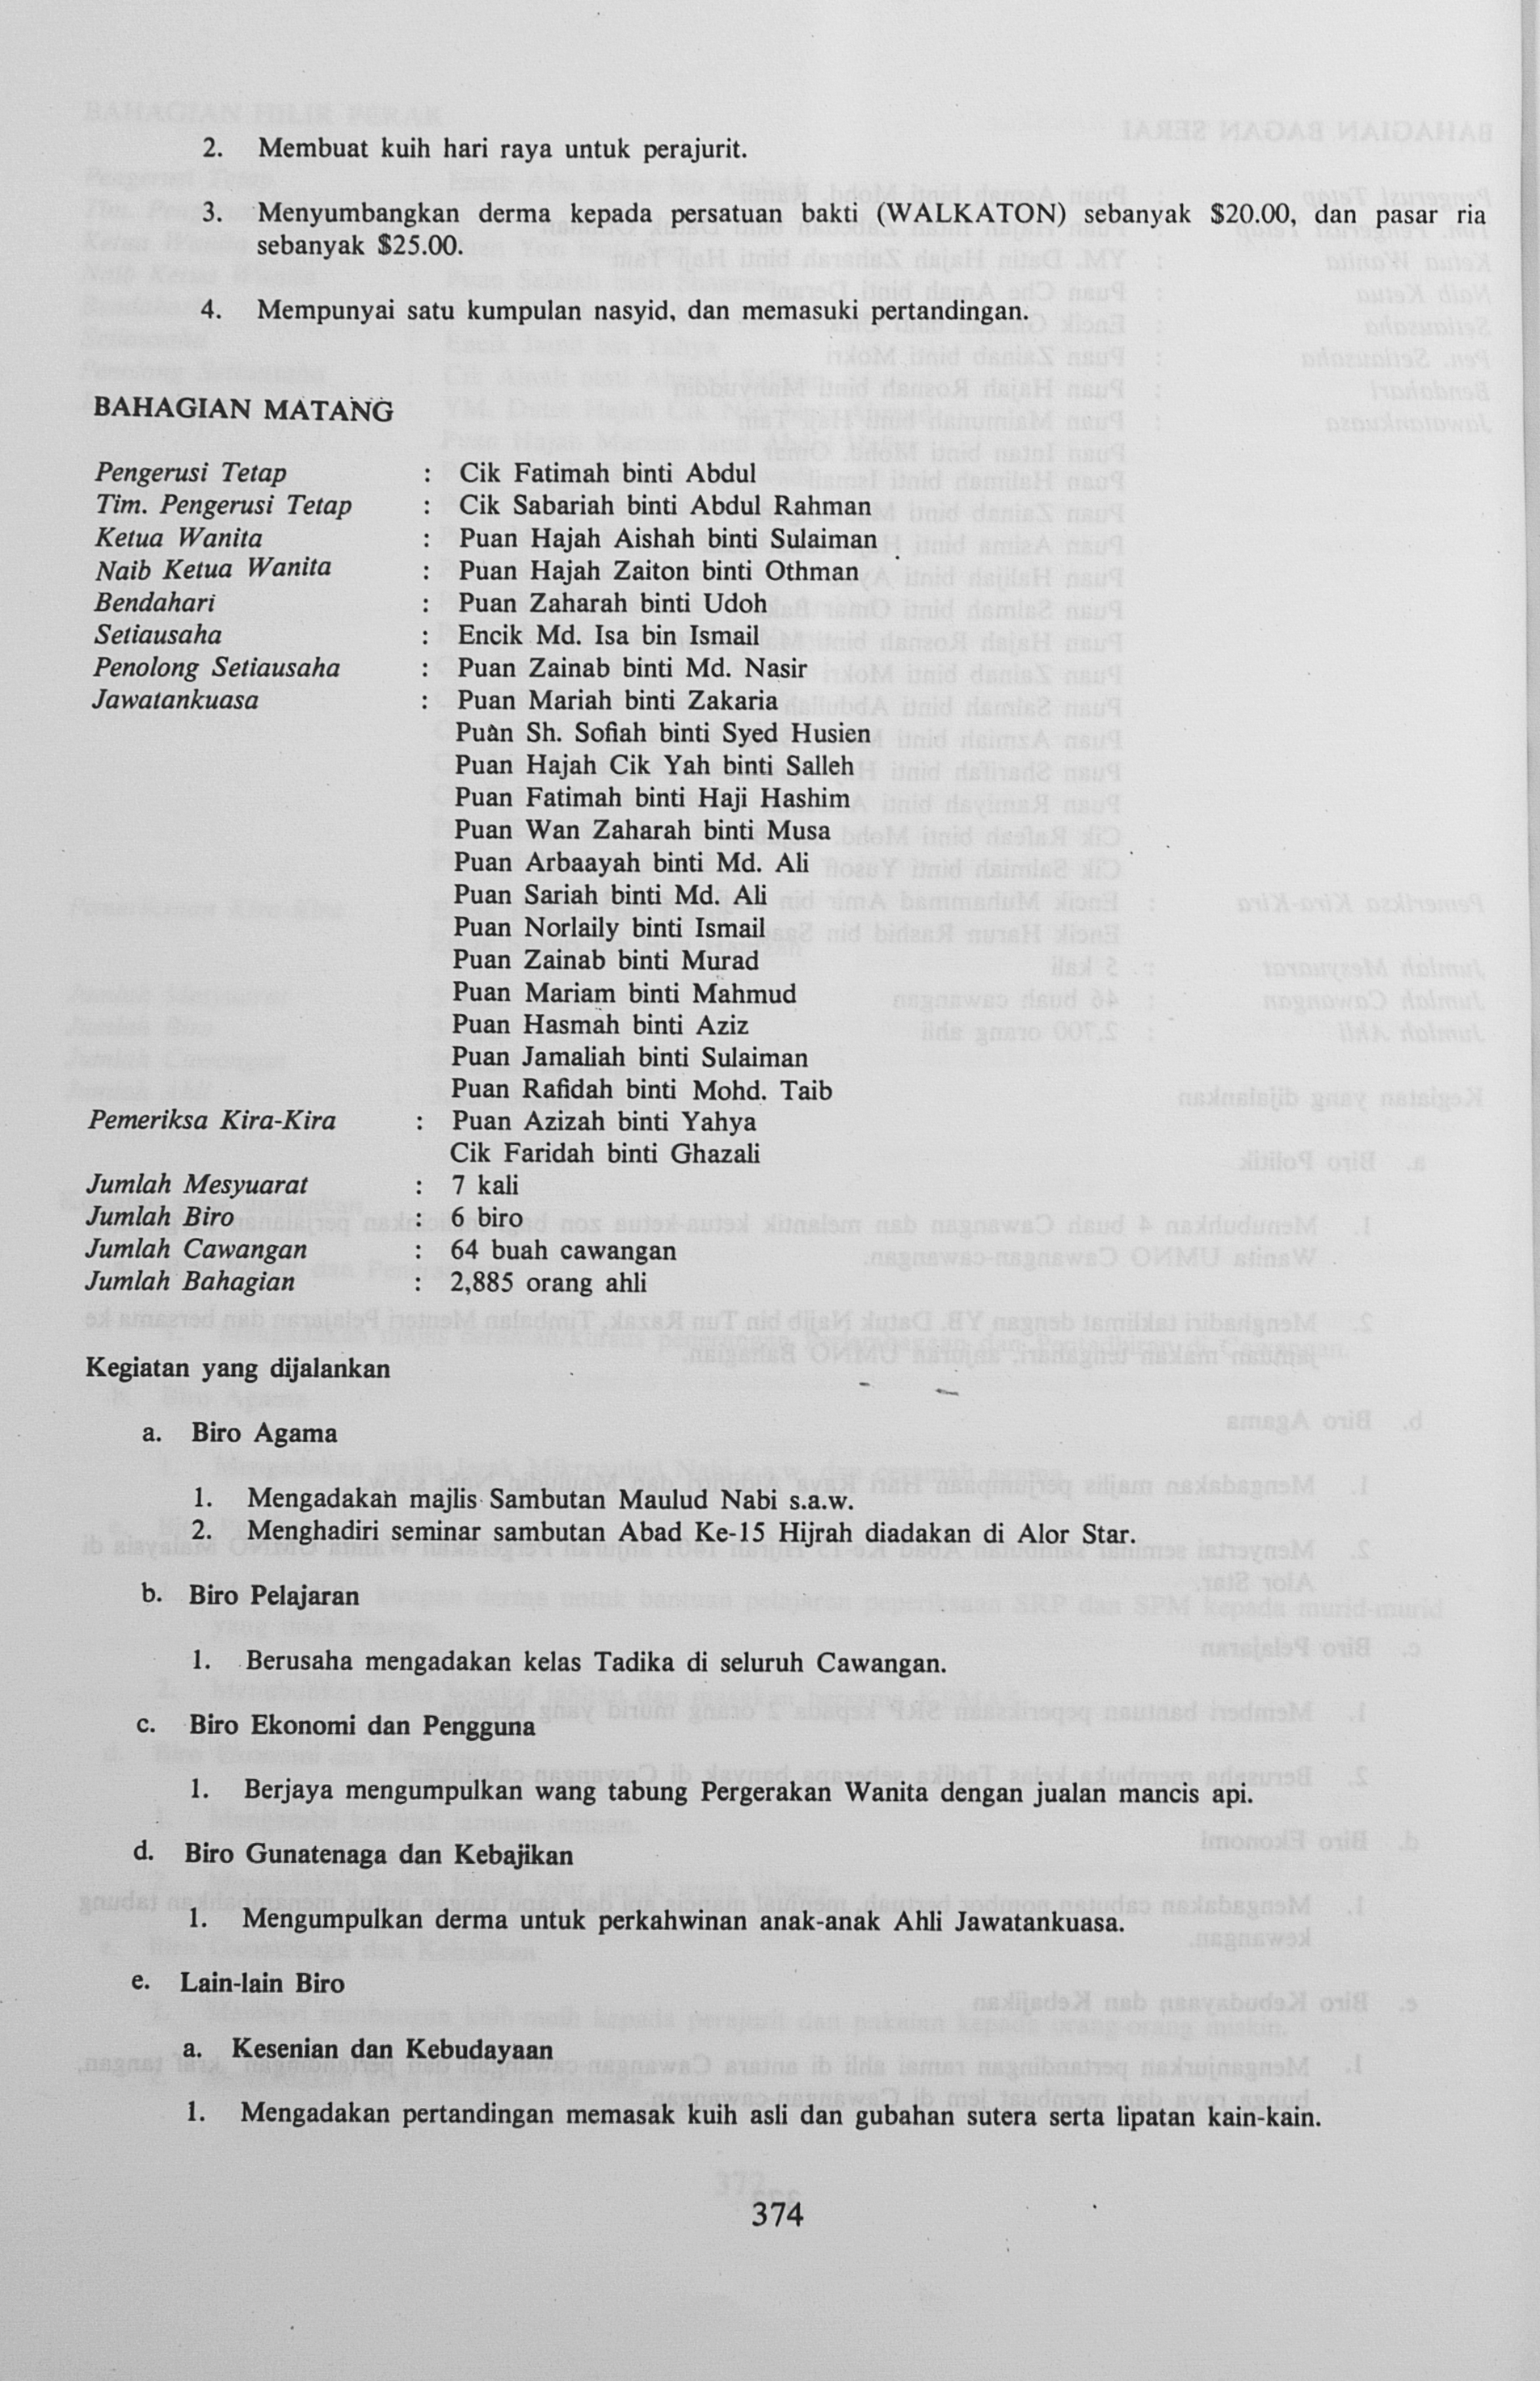 2. Membuat kuih hari raya untuk perajurit.
3. Menyumbangkan derma kepada persatuan bakti (WALKATON) sebanyak $20.00, dan pasar ria
sebanyak $25.00.
4. Mempunyai satu kumpulan nasyid, dan memasuki pertandingan.
BAHAGIAN MATANG
Pengerusi Tetap : Cik Fatimah binti Abdul
Tim. Pengerusi Tetap : Cik Sabariah binti Abdul Rahman
Ketua Wanita : Puan Hajah Aishah binti Sulaiman
Naib Ketua Wanita : Puan Hajah Zaiton binti Othman
Bendahari : Puan Zaharah binti Udoh
Setiausaha : Encik Md. Isa bin Ismail
Penolong Setiausaha : Puan Zainab binti Md. Nasir
Jawatankuasa : Puan Mariah binti Zakaria
Puan Sh. Sofiah binti Syed Husien
Puan Hajah Cik Yah binti Salleh
Puan Fatimah binti Haji Hashim
Puan Wan Zaharah binti Musa
Puan Arbaayah binti Md. Ali
Puan Sariah binti Md. Ali
Puan Norlaily binti Ismail
Puan Zainab binti Murad
Puan Mariam binti Mahmud
Puan Hasmah binti Aziz
Puan Jamaliah binti Sulaiman
Puan Rafidah binti Mohd. Taib
Pemeriksa Kira-Kira : Puan Azizah binti Yahya
Cik Faridah binti Ghazali
Jumlah Mesyuarat : 7 kali
Jumlah Biro : 6 biro
Jumlah Cawangan : 64 buah cawangan
Jumlah Bahagian : 2,885 orang ahli
Kegiatan yang dijalankan
a. Biro Agama
1. Mengadakan majlis Sambutan Maulud Nabi s.a.w.
2. Menghadiri seminar sambutan Abad Ke-15 Hijrah diadakan di Alor Star.
b. Biro Pelajaran
1. Berusaha mengadakan kelas Tadika di seluruh Cawangan.
c. Biro Ekonomi dan Pengguna
1. Berjaya mengumpulkan wang tabung Pergerakan Wanita dengan jualan mancis api.
d. Biro Gunatenaga dan Kebajikan
1. Mengumpulkan derma untuk perkahwinan anak-anak Ahli Jawatankuasa.
e. Lain-lain Biro
a. Kesenian dan Kebudayaan
1. Mengadakan pertandingan memasak kuih asli dan gubahan sutera serta lipatan kain-kain.
374